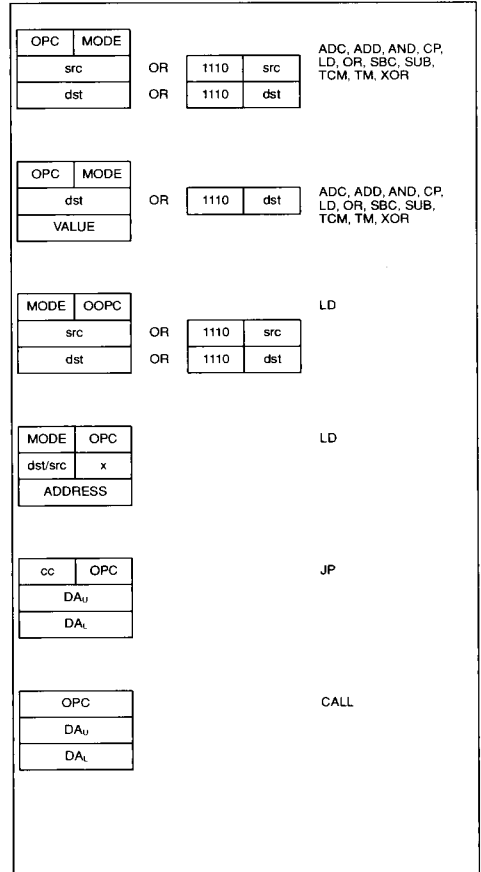 OPC MODE
src OR 1110 src
dst OR 1110 dst
ADC, ADD, AND, CP,
LD, OR, SBC, SUB,
TCM, TM, XOR
OPC MODE
dst OR 1110 dst
VALUE
ADC, ADD, AND, CP,
LD, OR, SBC, SUB,
TCM, TM, XOR
MODE OOPC LD
src OR 1110 src
dst OR 1110 dst
MODE OPC LD
dst/src x
ADDRESS
cc OPC JP
DAU
DAL
OPC CALL
DAU
DAL